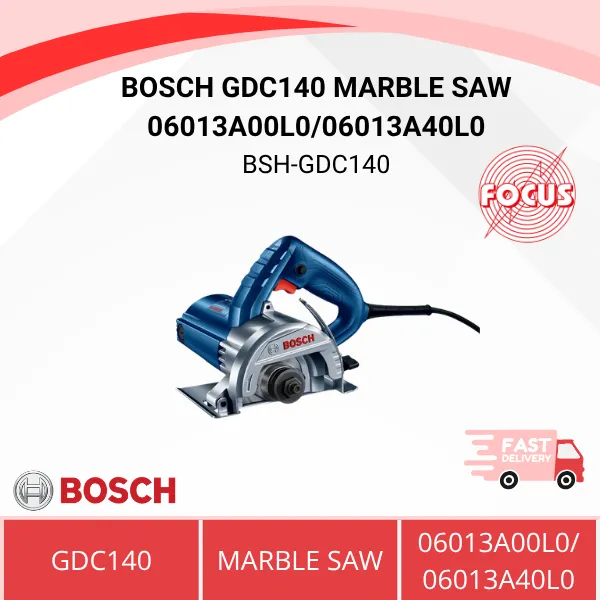 BOSCH GDC140 MARBLE SAW
06013A00L0/06013A40L0
BSH-GDC140
FOCUS
BOSCH
FAST
DELIVERY
BOSCH
GDC140
MARBLE SAW
06013A00L0/
06013A40L0